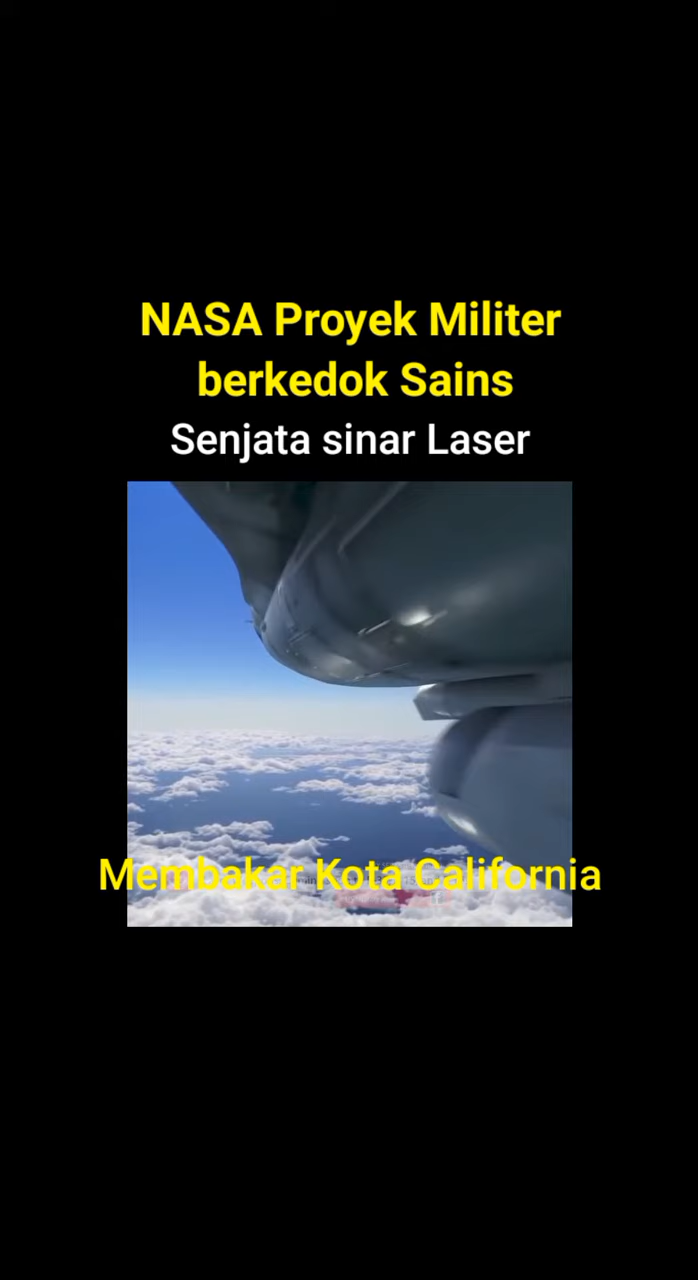 NASA Proyek Militer
berkedok Sains
Senjata sinar Laser
Membakar Kota California